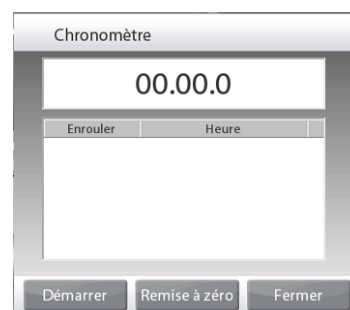 Chronomètre
00.00.0
Enrouler Heure
Démarrer Remise à zéro Fermer